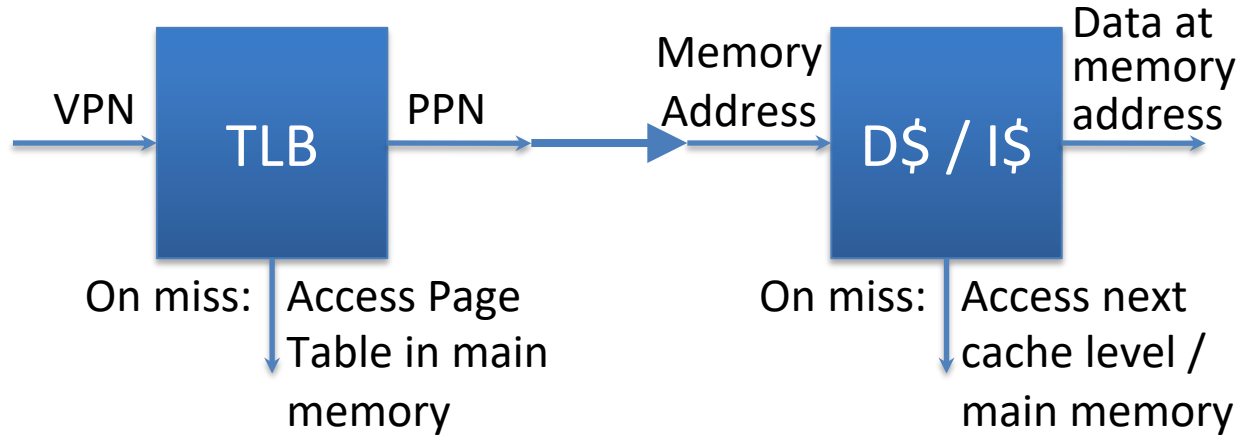 VPN
TLB
PPN
On miss:
Access Page
Table in main
memory
Memory
Address
D$ / I$
Data at
memory
address
On miss:
Access next
cache level /
main memory